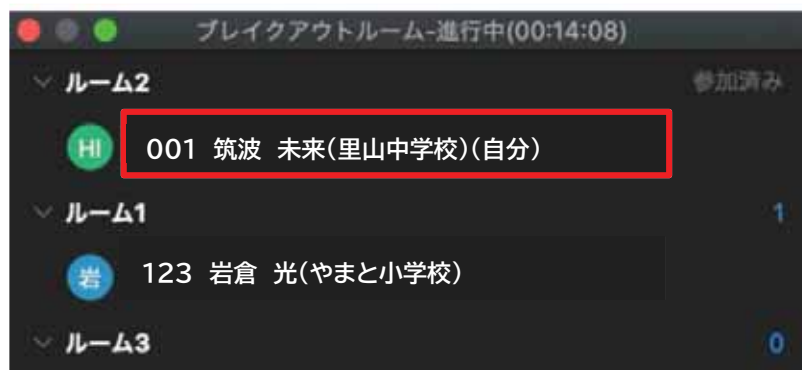 ブレイクアウトルーム-進行中(00:14:08)
ルーム2 参加済み
HI 001 筑波 未来(里山中学校)(自分)
ルーム1 1
岩 123 岩倉 光(やまと小学校)
ルーム3 0